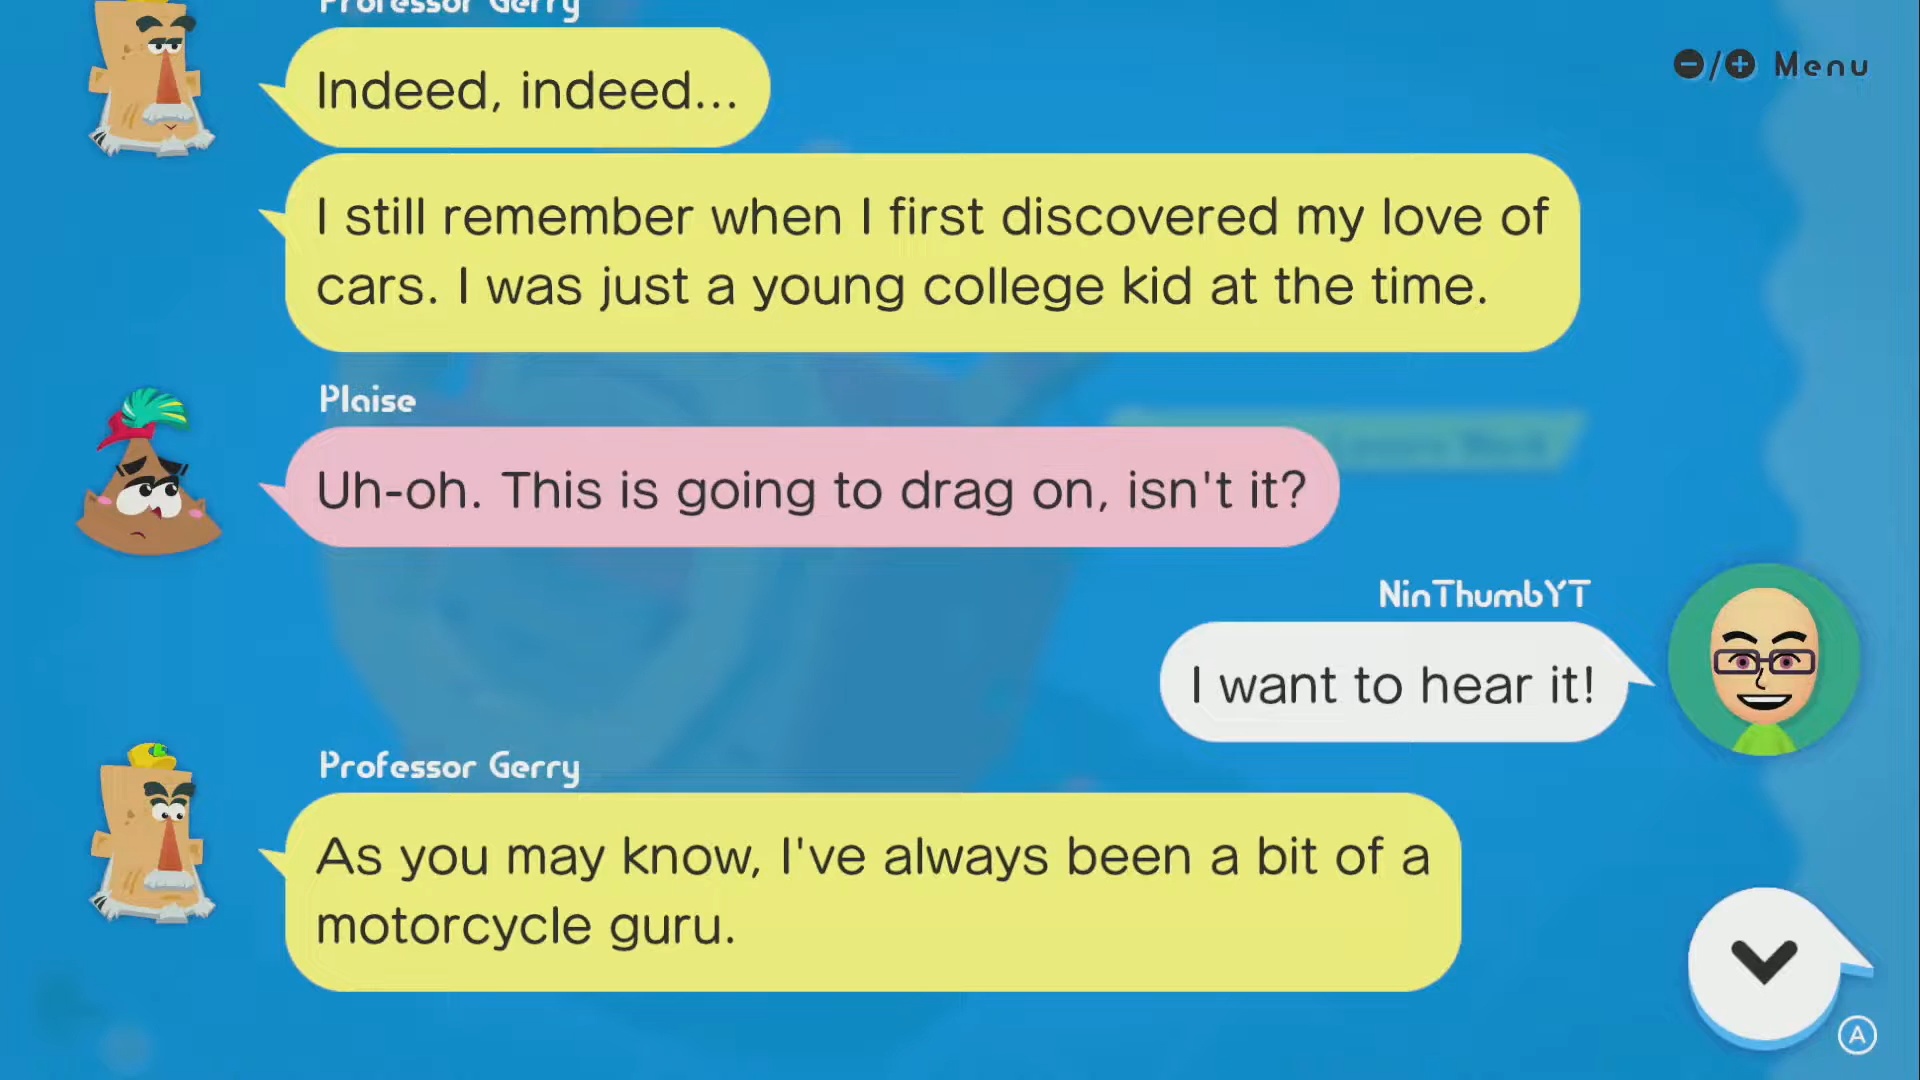 Professor Gerry
Indeed, indeed...
−/+ Menu
I still remember when I first discovered my love of
cars. I was just a young college kid at the time.
Plaise
Uh-oh. This is going to drag on, isn't it?
NinThumbYT
I want to hear it!
Professor Gerry
As you may know, I've always been a bit of a
motorcycle guru.
A